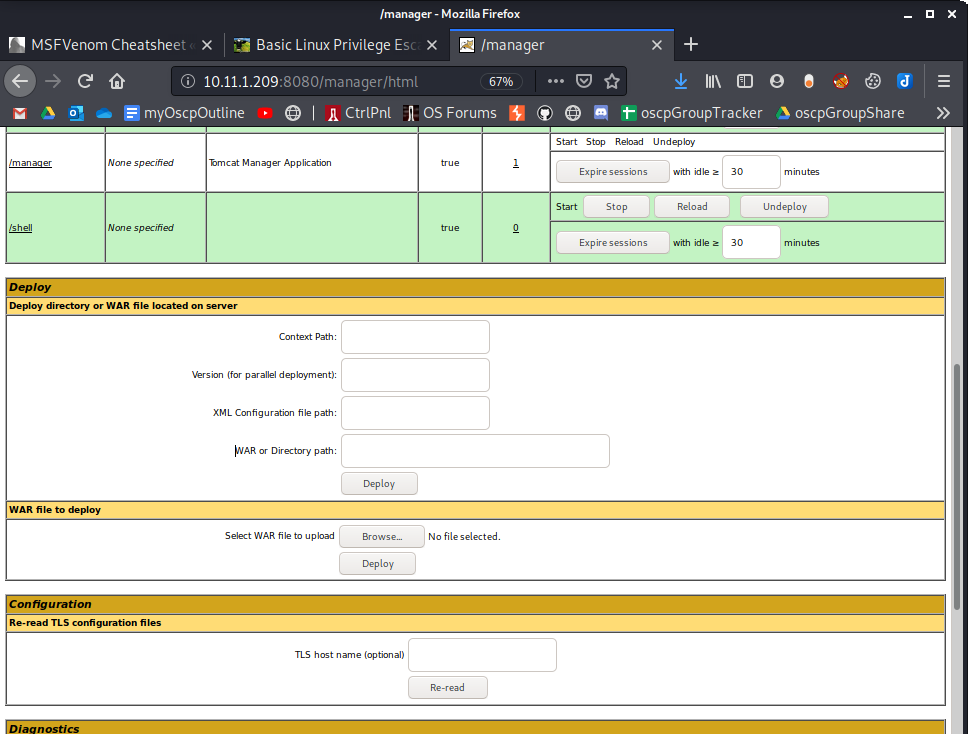 /manager - Mozilla Firefox
MSFVenom Cheatsheet
Basic Linux Privilege Esc
/manager
10.11.1.209:8080/manager/html
67%
myOscpOutline
CtrlPnl
OS Forums
oscpGroupTracker
oscpGroupShare
/manager
None specified
Tomcat Manager Application
true
1
Start Stop Reload Undeploy
Expire sessions with idle ≥ 30 minutes
/shell
None specified
true
0
Start Stop Reload Undeploy
Expire sessions with idle ≥ 30 minutes
Deploy
Deploy directory or WAR file located on server
Context Path:
Version (for parallel deployment):
XML Configuration file path:
WAR or Directory path:
Deploy
WAR file to deploy
Select WAR file to upload Browse... No file selected.
Deploy
Configuration
Re-read TLS configuration files
TLS host name (optional)
Re-read
Diagnostics